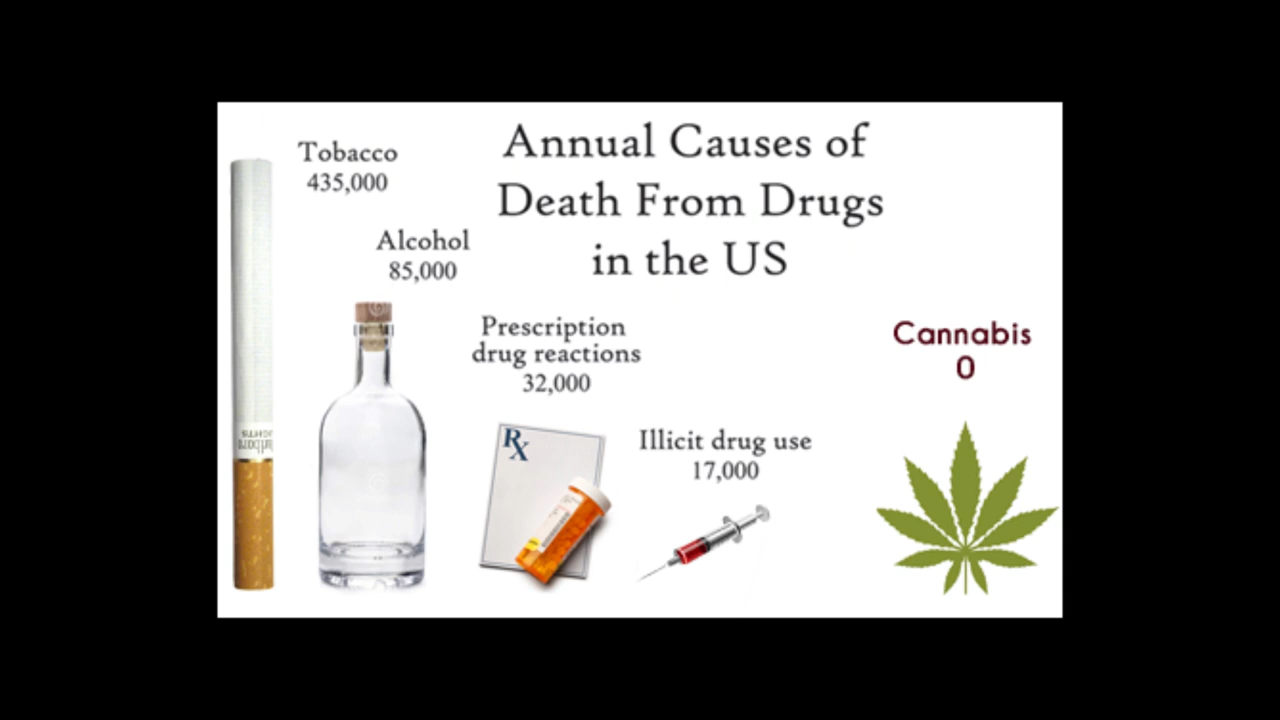 Annual Causes of
Death From Drugs
in the US
Tobacco
435,000
Alcohol
85,000
Prescription
drug reactions
32,000
Illicit drug use
17,000
Cannabis
0
Rx